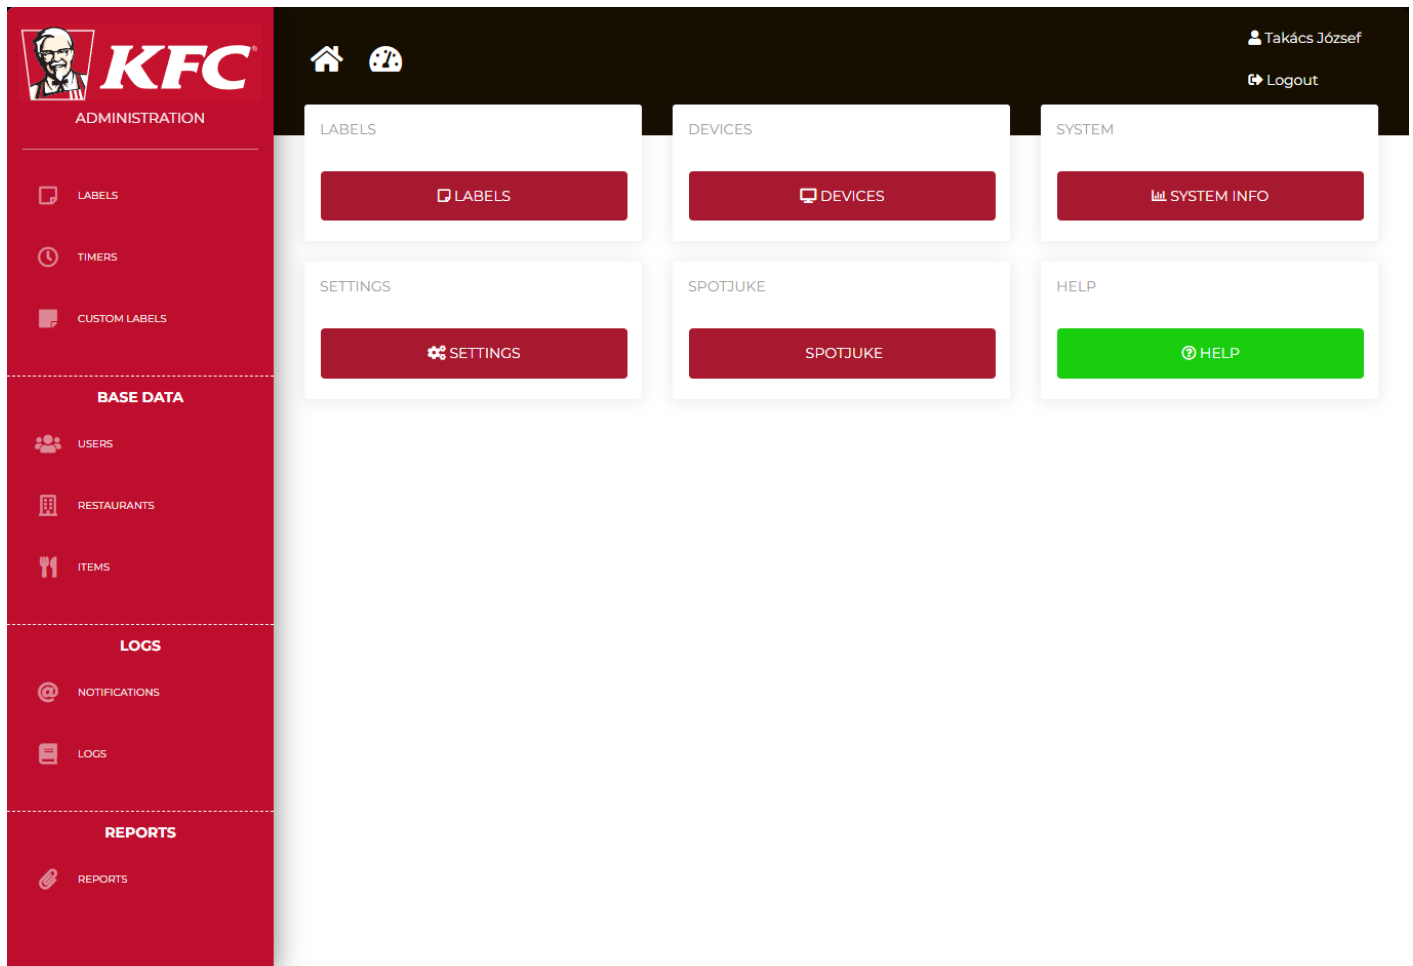 KFC
ADMINISTRATION
LABELS
TIMERS
CUSTOM LABELS
BASE DATA
USERS
RESTAURANTS
ITEMS
LOGS
NOTIFICATIONS
LOGS
REPORTS
REPORTS
Takács József
Logout
LABELS
LABELS
DEVICES
DEVICES
SYSTEM
SYSTEM INFO
SETTINGS
SETTINGS
SPOTJUKE
SPOTJUKE
HELP
HELP